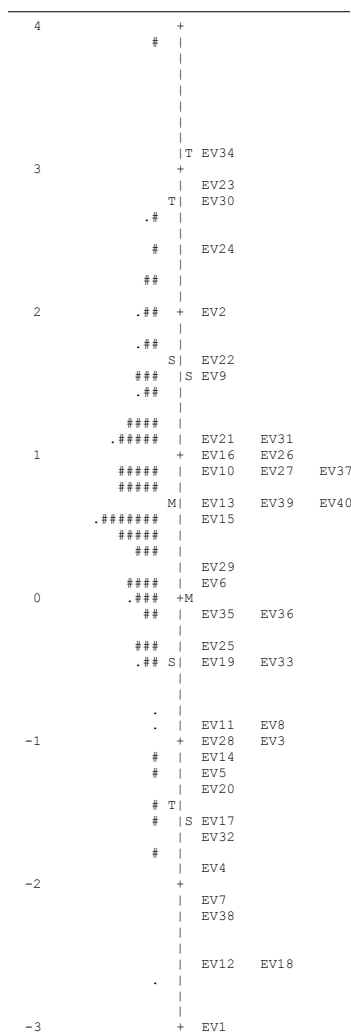 4 +
# |
|
|
|
|
|
|T EV34
3 +
| EV23
T| EV30
.# |
|
# | EV24
|
## |
|
2 .## + EV2
|
.## |
S| EV22
### |S EV9
.## |
|
#### |
.##### | EV21 EV31
1 + EV16 EV26
##### | EV10 EV27 EV37
##### |
M| EV13 EV39 EV40
.####### | EV15
##### |
### |
| EV29
#### | EV6
0 .### +M
## | EV35 EV36
|
### | EV25
.## S| EV19 EV33
|
|
. |
. | EV11 EV8
-1 + EV28 EV3
# | EV14
# | EV5
| EV20
# T|
# |S EV17
| EV32
# |
| EV4
-2 +
| EV7
| EV38
|
|
| EV12 EV18
. |
|
|
-3 + EV1